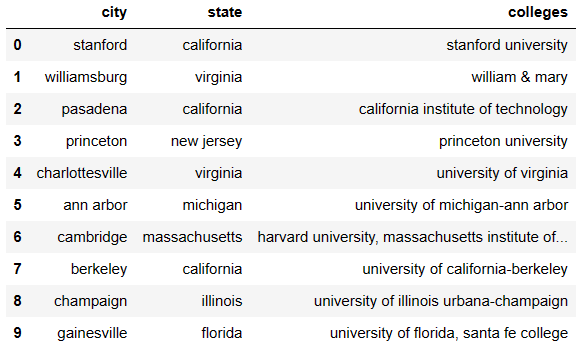 city state colleges
0 stanford california stanford university
1 williamsburg virginia william & mary
2 pasadena california california institute of technology
3 princeton new jersey princeton university
4 charlottesville virginia university of virginia
5 ann arbor michigan university of michigan-ann arbor
6 cambridge massachusetts harvard university, massachusetts institute of...
7 berkeley california university of california-berkeley
8 champaign illinois university of illinois urbana-champaign
9 gainesville florida university of florida, santa fe college